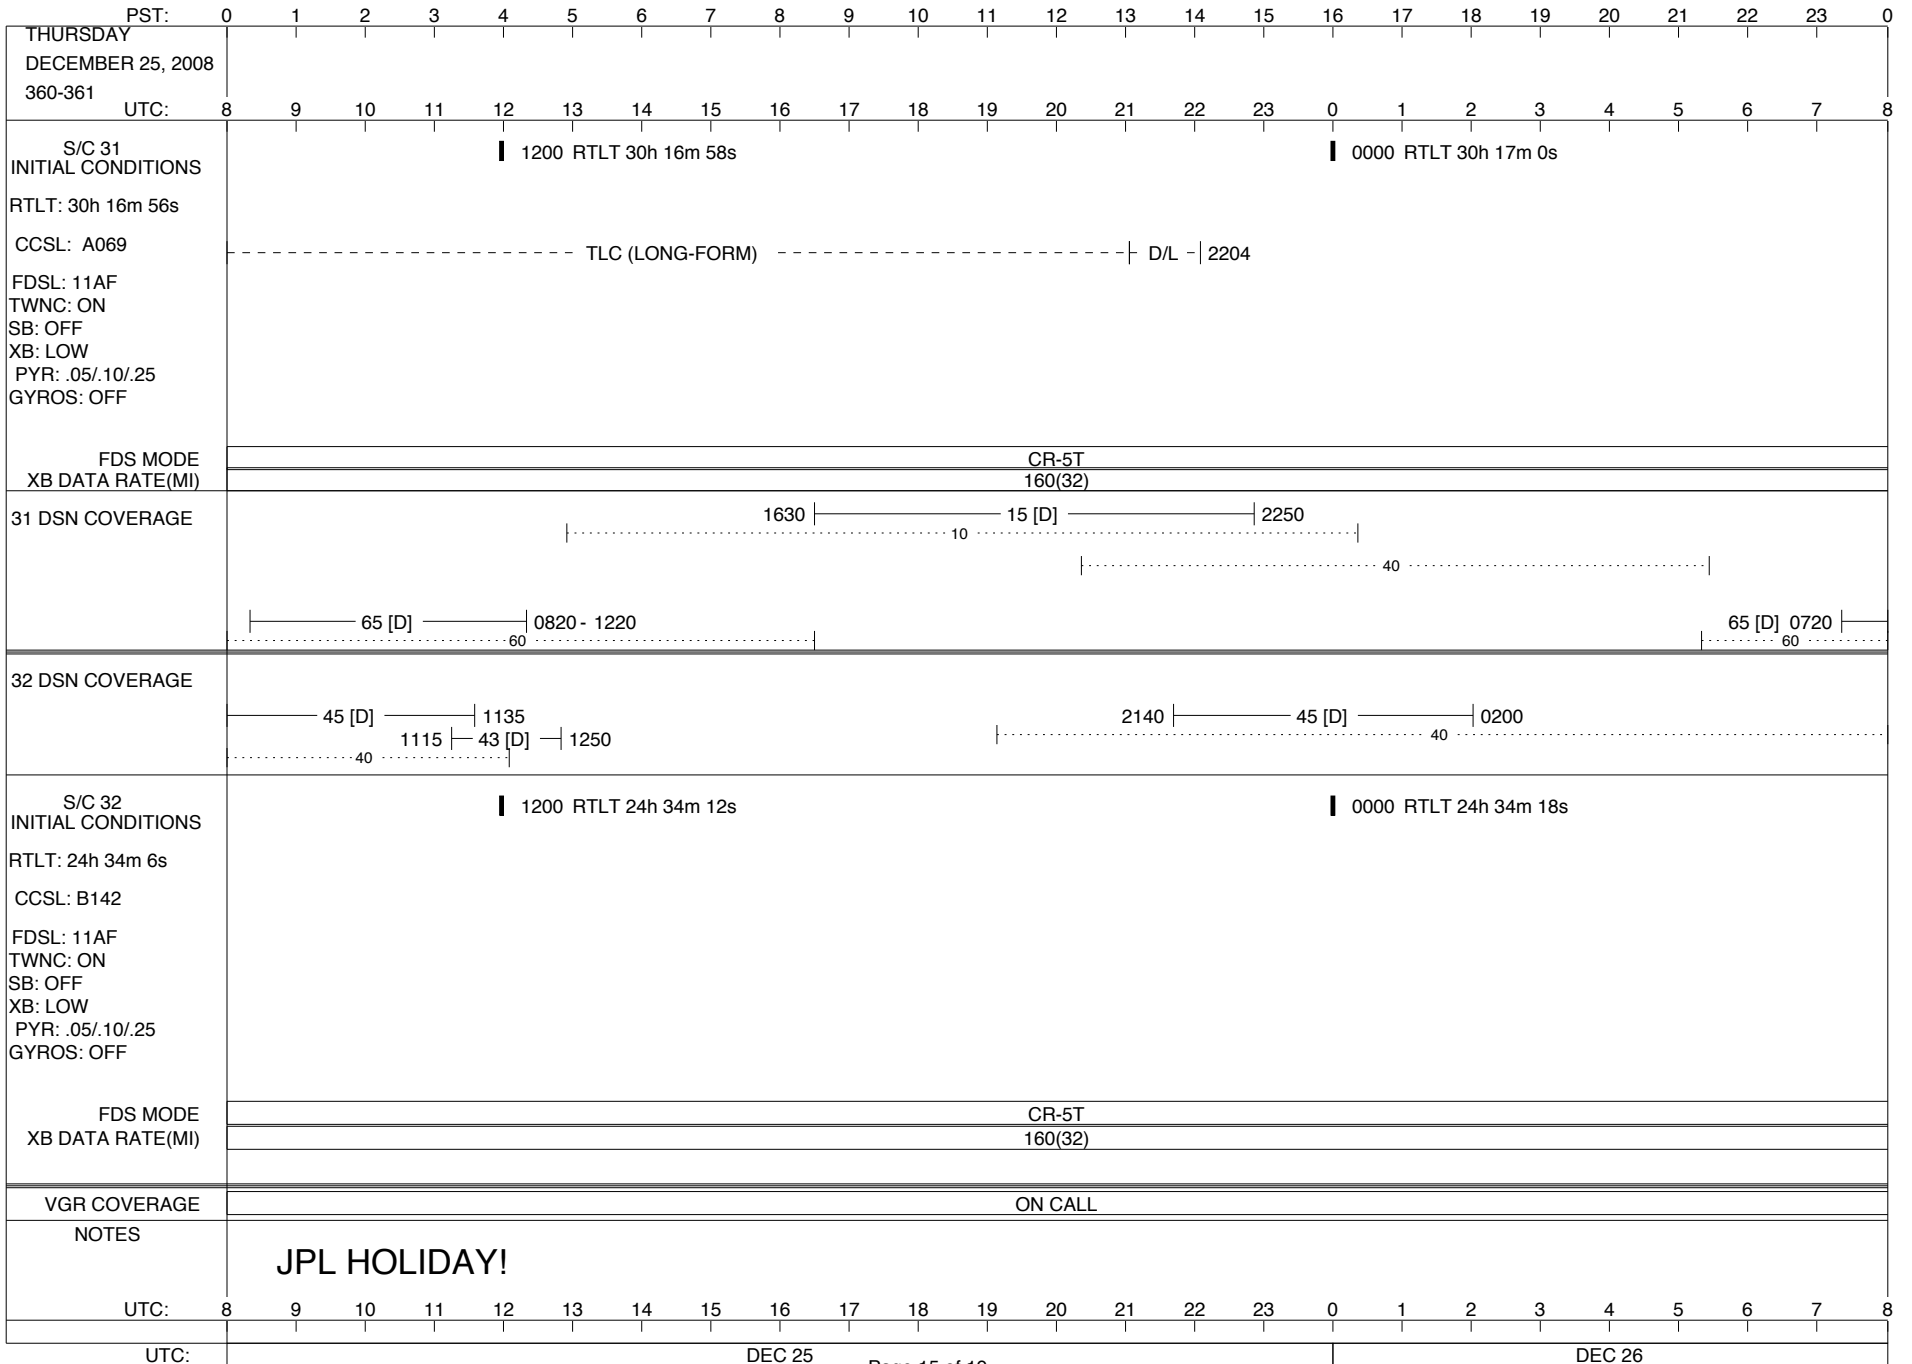 PST: 0 1 2 3 4 5 6 7 8 9 10 11 12 13 14 15 16 17 18 19 20 21 22 23 0
THURSDAY
DECEMBER 25, 2008
360-361
UTC: 8 9 10 11 12 13 14 15 16 17 18 19 20 21 22 23 0 1 2 3 4 5 6 7 8
S/C 31
INITIAL CONDITIONS
1200 RTLT 30h 16m 58s
0000 RTLT 30h 17m 0s
RTLT: 30h 16m 56s
CCSL: A069
TLC (LONG-FORM)
D/L
2204
FDSL: 11AF
TWNC: ON
SB: OFF
XB: LOW
PYR: .05/.10/.25
GYROS: OFF
FDS MODE
CR-5T
XB DATA RATE(MI)
160(32)
31 DSN COVERAGE
1630 15 [D] 2250
10
40
65 [D] 0820 - 1220
65 [D] 0720
60
60
32 DSN COVERAGE
45 [D] 1135
2140 45 [D] 0200
1115 43 [D] 1250
40
40
S/C 32
INITIAL CONDITIONS
1200 RTLT 24h 34m 12s
0000 RTLT 24h 34m 18s
RTLT: 24h 34m 6s
CCSL: B142
FDSL: 11AF
TWNC: ON
SB: OFF
XB: LOW
PYR: .05/.10/.25
GYROS: OFF
FDS MODE
CR-5T
XB DATA RATE(MI)
160(32)
VGR COVERAGE
ON CALL
NOTES
JPL HOLIDAY!
UTC: 8 9 10 11 12 13 14 15 16 17 18 19 20 21 22 23 0 1 2 3 4 5 6 7 8
UTC: DEC 25 DEC 26